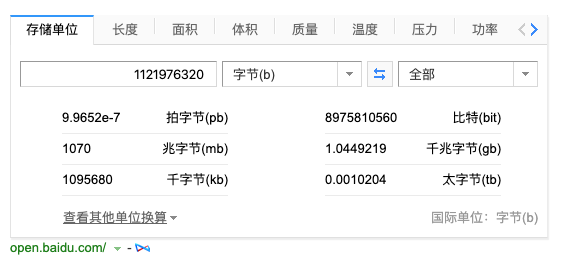 存储单位 长度 面积 体积 质量 温度 压力 功率
1121976320 字节(b) 全部
9.9652e-7 拍字节(pb) 8975810560 比特(bit)
1070 兆字节(mb) 1.0449219 千兆字节(gb)
1095680 千字节(kb) 0.0010204 太字节(tb)
查看其他单位换算 国际单位：字节(b)
open.baidu.com/ -